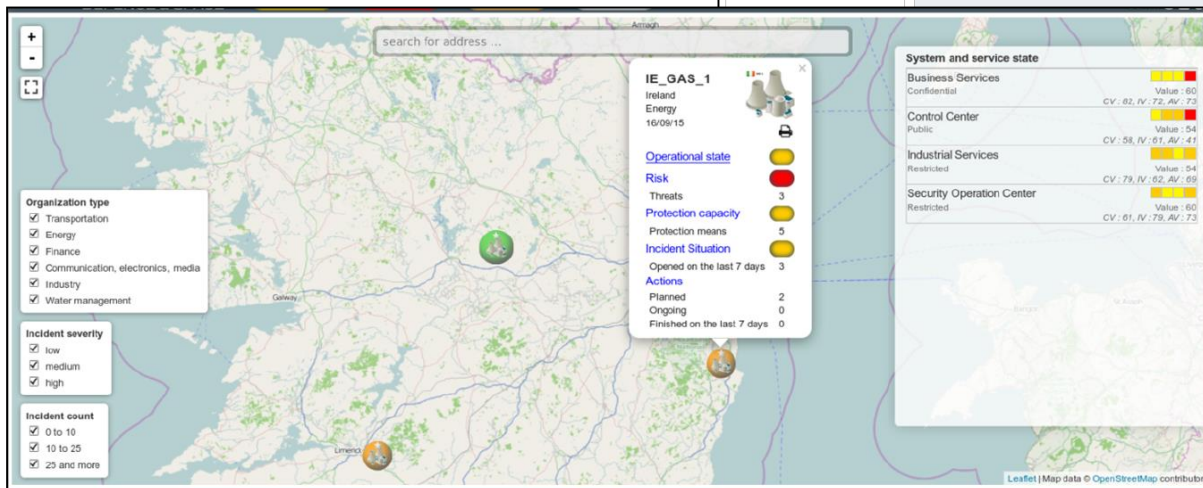 Armagh
+
-
search for address ...
IE_GAS_1
Ireland
Energy
16/09/15
Operational state
Risk
Threats 3
Protection capacity
Protection means 5
Incident Situation
Opened on the last 7 days 3
Actions
Planned 2
Ongoing 0
Finished on the last 7 days 0
System and service state
Business Services
Confidential Value : 60
CV : 82, IV : 72, AV : 73
Control Center
Public Value : 54
CV : 58, IV : 61, AV : 41
Industrial Services
Restricted Value : 54
CV : 79, IV : 62, AV : 69
Security Operation Center
Restricted Value : 60
CV : 61, IV : 79, AV : 73
Organization type
Transportation
Energy
Finance
Communication, electronics, media
Industry
Water management
Galway
Incident severity
low
medium
high
Incident count
0 to 10
10 to 25
25 and more
Leaflet | Map data © OpenStreetMap contributor